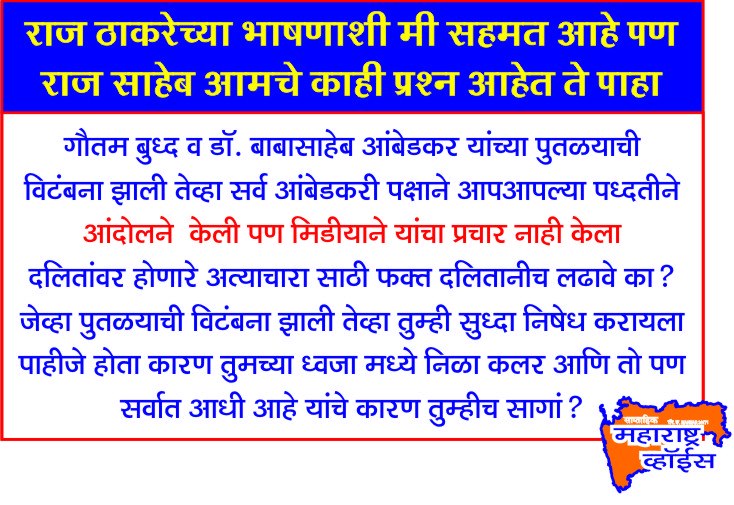 राज ठाकरेच्या भाषणाशी मी सहमत आहे पण
राज साहेब आमचे काही प्रश्न आहेत ते पाहा
गौतम बुध्द व डॉ. बाबासाहेब आंबेडकर यांच्या पुतळयाची
विटंबना झाली तेव्हा सर्व आंबेडकरी पक्षाने आपआपल्या पध्दतीने
आंदोलने केली पण मिडीयाने यांचा प्रचार नाही केला
दलितांवर होणारे अत्याचारा साठी फक्त दलितानीच लढावे का?
जेव्हा पुतळयाची विटंबना झाली तेव्हा तुम्ही सुध्दा निषेध करायला
पाहीजे होता कारण तुमच्या ध्वजा मध्ये निळा कलर आणि तो पण
सर्वात आधी आहे यांचे कारण तुम्हीच सागां?
साप्ताहिक
महाराष्ट्र
व्हॉईस